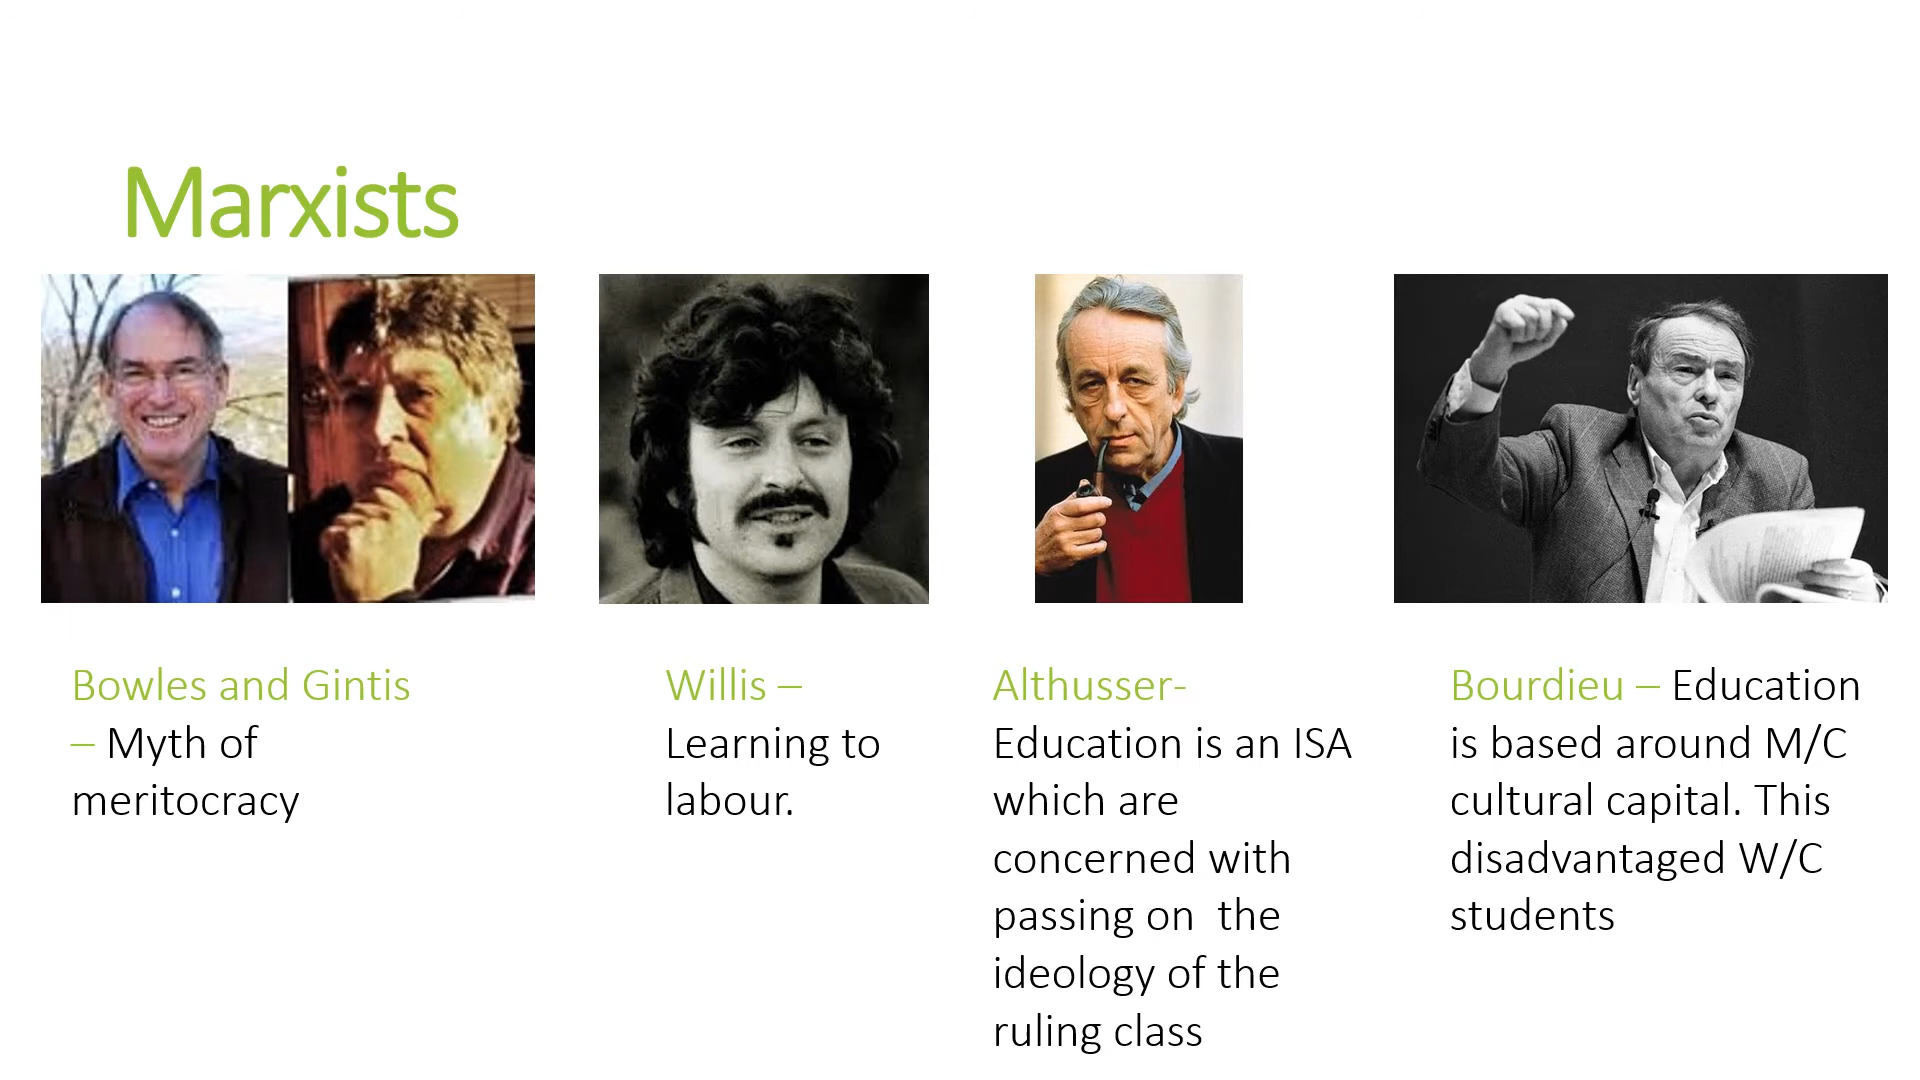 Marxists
Bowles and Gintis
– Myth of
meritocracy
Willis –
Learning to
labour.
Althusser-
Education is an ISA
which are
concerned with
passing on  the
ideology of the
ruling class
Bourdieu – Education
is based around M/C
cultural capital. This
disadvantaged W/C
students